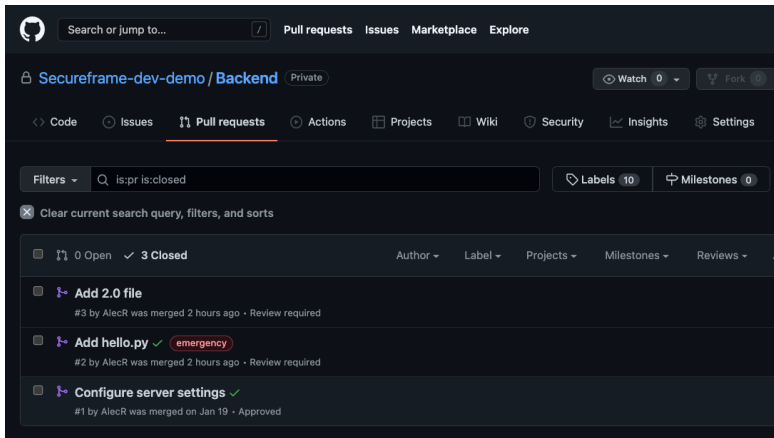 Search or jump to... / Pull requests Issues Marketplace Explore
Secureframe-dev-demo / Backend Private Watch 0 Fork 0
Code Issues Pull requests Actions Projects Wiki Security Insights Settings
Filters is:pr is:closed Labels 10 Milestones 0
Clear current search query, filters, and sorts
0 Open 3 Closed Author Label Projects Milestones Reviews
Add 2.0 file
#3 by AlecR was merged 2 hours ago • Review required
Add hello.py emergency
#2 by AlecR was merged 2 hours ago • Review required
Configure server settings
#1 by AlecR was merged on Jan 19 • Approved